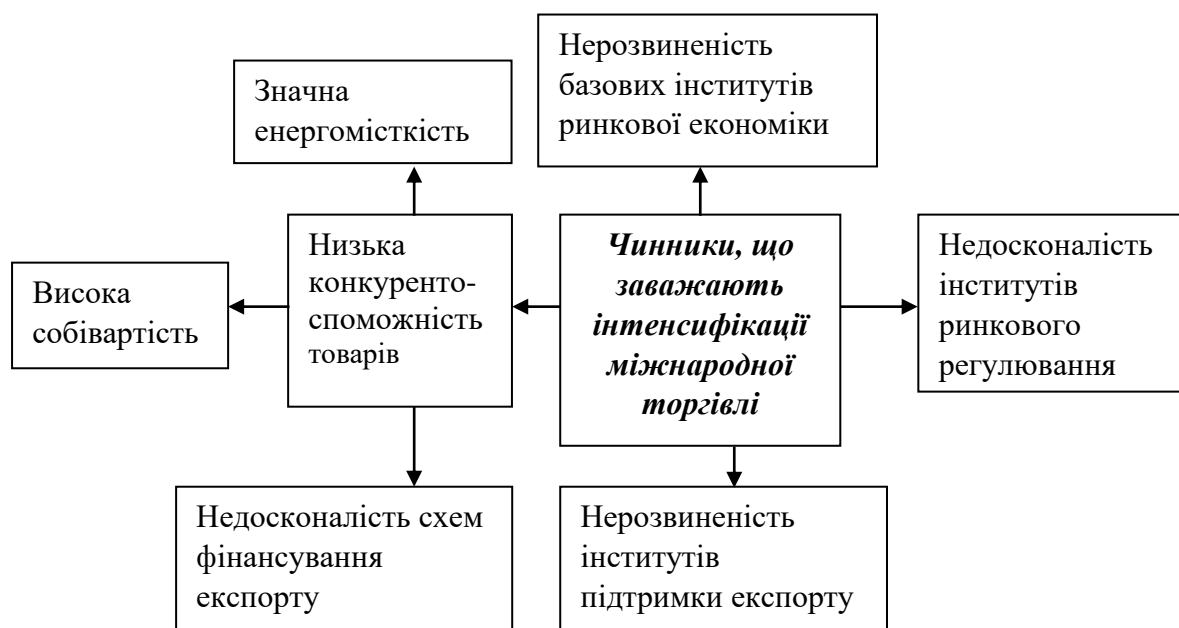 Нерозвиненість
базових інститутів
ринкової економіки
Значна
енергомісткість
Низька
конкуренто-
споможність
товарів
Чинники, що
заважають
інтенсифікації
міжнародної
торгівлі
Недосконалість
інститутів
ринкового
регулювання
Висока
собівартість
Недосконалість схем
фінансування
експорту
Нерозвиненість
інститутів
підтримки експорту